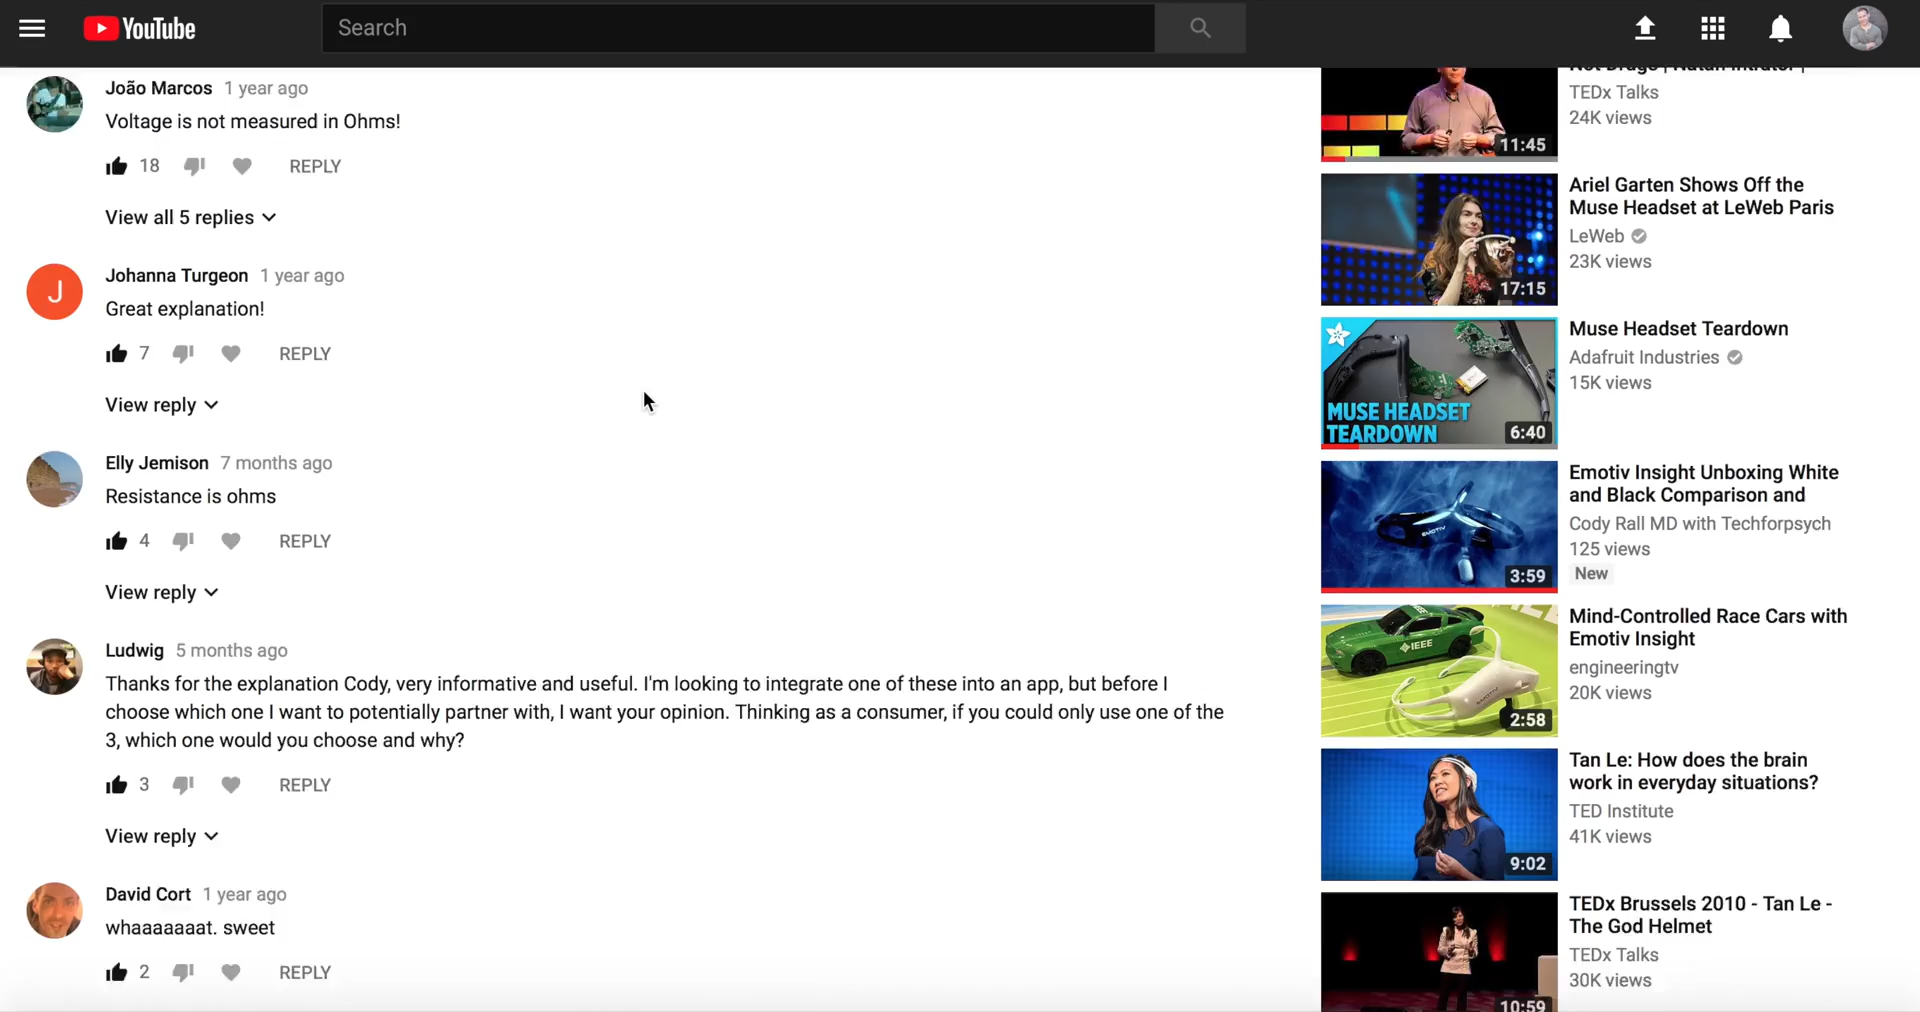 YouTube
Search
João Marcos 1 year ago
Voltage is not measured in Ohms!
18 REPLY
View all 5 replies
J
Johanna Turgeon 1 year ago
Great explanation!
7 REPLY
View reply
Elly Jemison 7 months ago
Resistance is ohms
4 REPLY
View reply
Ludwig 5 months ago
Thanks for the explanation Cody, very informative and useful. I'm looking to integrate one of these into an app, but before I
choose which one I want to potentially partner with, I want your opinion. Thinking as a consumer, if you could only use one of the
3, which one would you choose and why?
3 REPLY
View reply
David Cort 1 year ago
whaaaaaaat. sweet
2 REPLY
Not Drugs | Natan Intrator |
TEDx Talks
24K views
11:45
Ariel Garten Shows Off the
Muse Headset at LeWeb Paris
LeWeb
23K views
17:15
Muse Headset Teardown
Adafruit Industries
15K views
MUSE HEADSET
TEARDOWN
6:40
Emotiv Insight Unboxing White
and Black Comparison and
Cody Rall MD with Techforpsych
125 views
New
EMOTIV
3:59
Mind-Controlled Race Cars with
Emotiv Insight
engineeringtv
20K views
IEEE
2:58
Tan Le: How does the brain
work in everyday situations?
TED Institute
41K views
9:02
TEDx Brussels 2010 - Tan Le -
The God Helmet
TEDx Talks
30K views
10:59